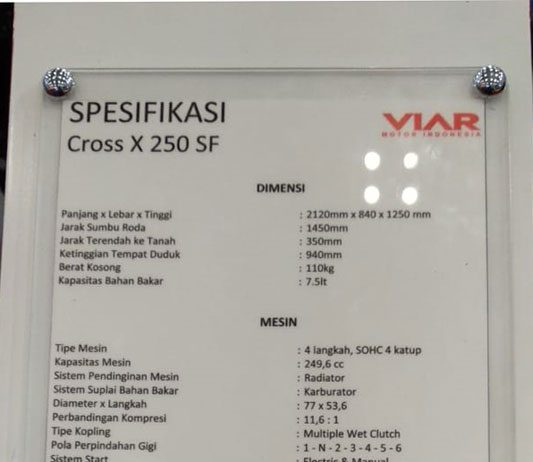 SPESIFIKASI
Cross X 250 SF
VIAR
MOTOR INDONESIA
DIMENSI
Panjang x Lebar x Tinggi : 2120mm x 840 x 1250 mm
Jarak Sumbu Roda : 1450mm
Jarak Terendah ke Tanah : 350mm
Ketinggian Tempat Duduk : 940mm
Berat Kosong : 110kg
Kapasitas Bahan Bakar : 7.5lt
MESIN
Tipe Mesin : 4 langkah, SOHC 4 katup
Kapasitas Mesin : 249,6 cc
Sistem Pendinginan Mesin : Radiator
Sistem Suplai Bahan Bakar : Karburator
Diameter x Langkah : 77 x 53,6
Perbandingan Kompresi : 11,6 : 1
Tipe Kopling : Multiple Wet Clutch
Pola Perpindahan Gigi : 1 - N - 2 - 3 - 4 - 5 - 6
Sistem Start : Electric & Manual